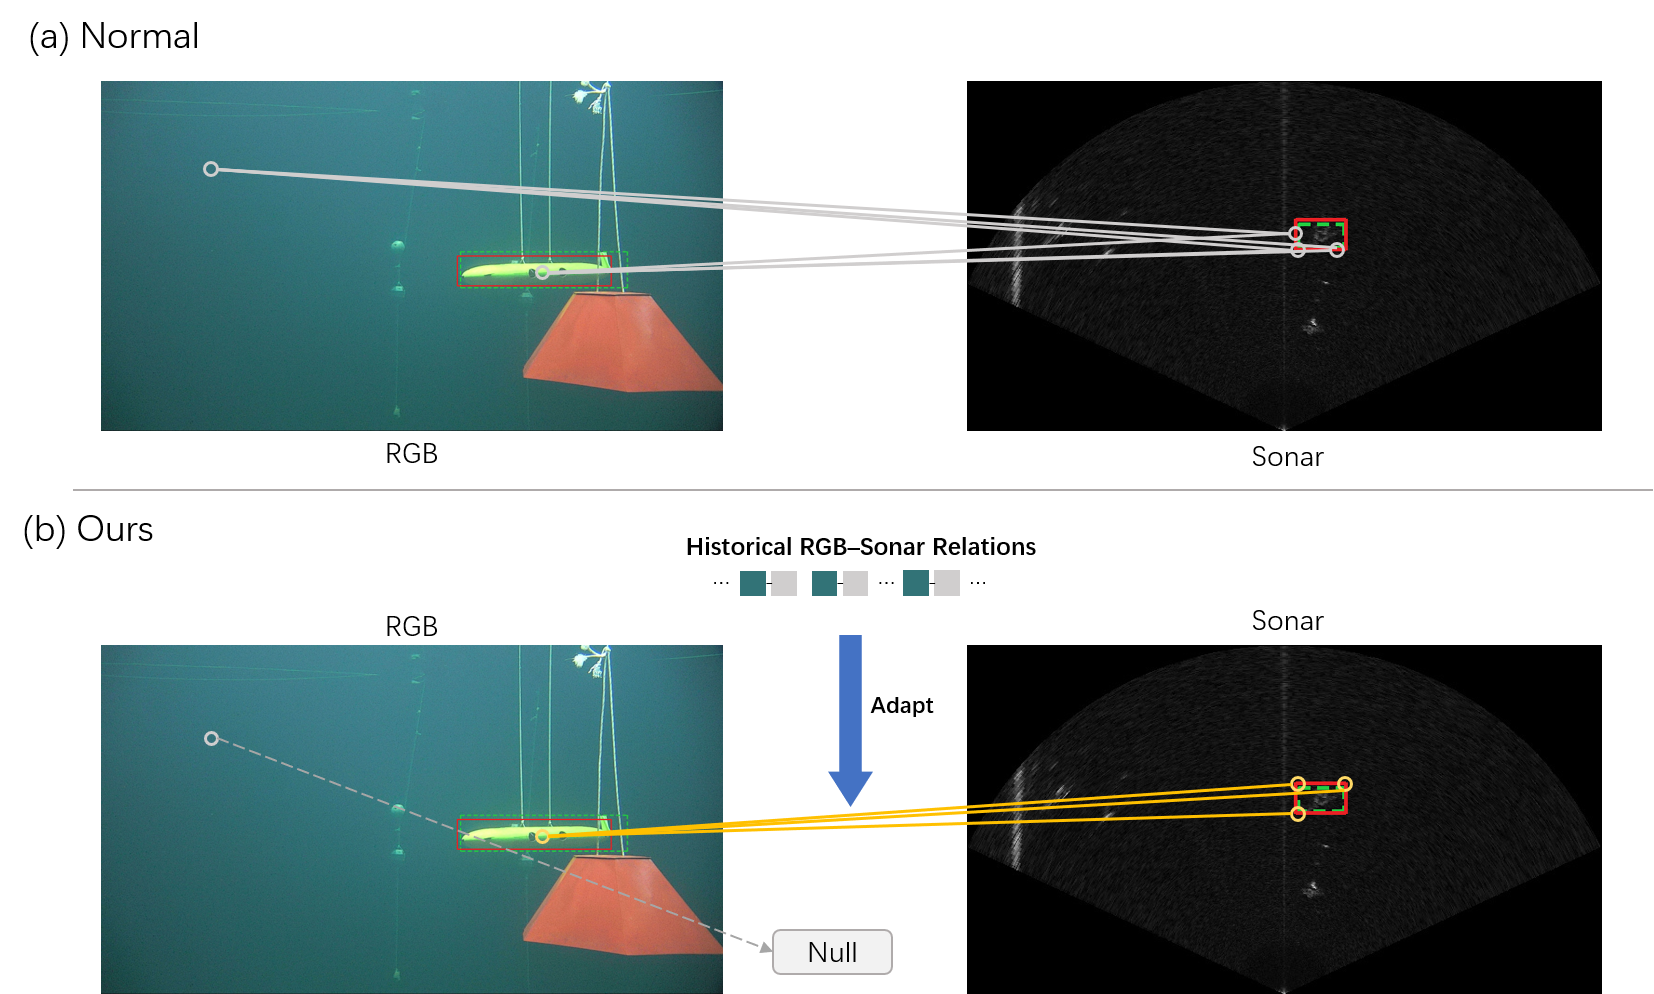 (a) Normal
RGB
Sonar
(b) Ours
Historical RGB–Sonar Relations
... ... ...
RGB
Sonar
Adapt
Null